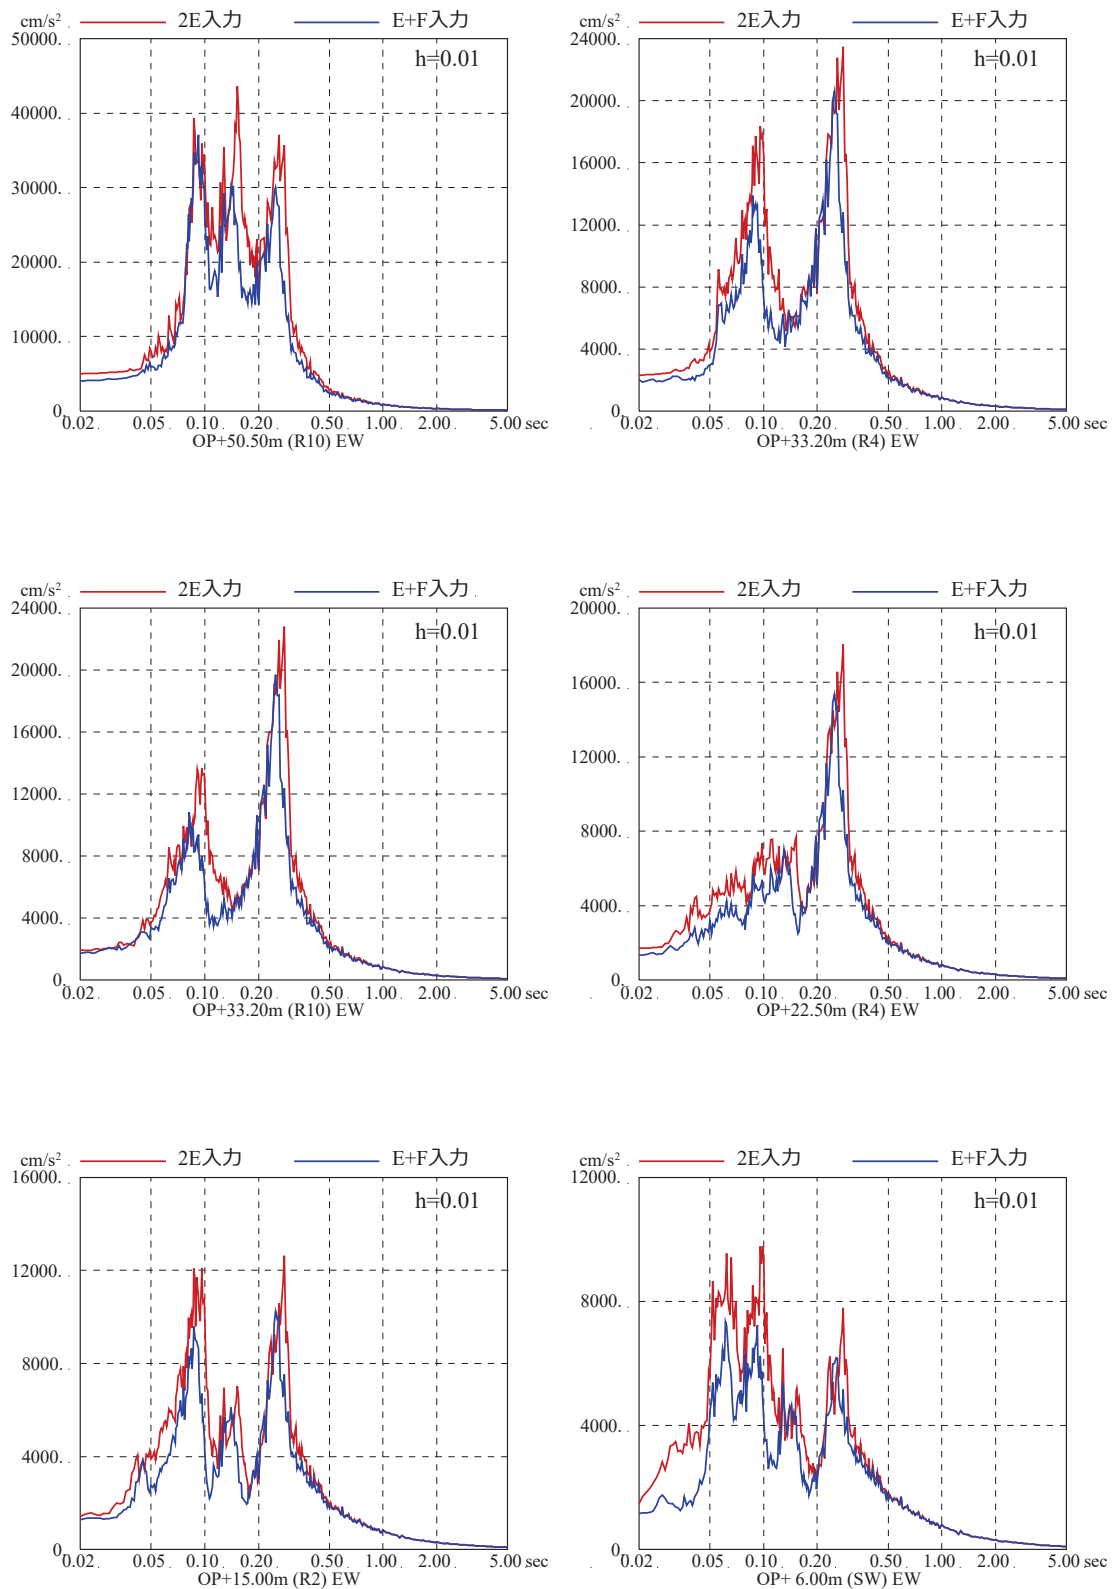 cm/s² 2E入力 E+F入力
h=0.01
50000.
40000.
30000.
20000.
10000.
0.
0.02 0.05 0.10 0.20 0.50 1.00 2.00 5.00 sec
OP+50.50m (R10) EW
cm/s² 2E入力 E+F入力
h=0.01
24000.
20000.
16000.
12000.
8000.
4000.
0.
0.02 0.05 0.10 0.20 0.50 1.00 2.00 5.00 sec
OP+33.20m (R4) EW
cm/s² 2E入力 E+F入力
h=0.01
24000.
20000.
16000.
12000.
8000.
4000.
0.
0.02 0.05 0.10 0.20 0.50 1.00 2.00 5.00 sec
OP+33.20m (R10) EW
cm/s² 2E入力 E+F入力
h=0.01
20000.
16000.
12000.
8000.
4000.
0.
0.02 0.05 0.10 0.20 0.50 1.00 2.00 5.00 sec
OP+22.50m (R4) EW
cm/s² 2E入力 E+F入力
h=0.01
16000.
12000.
8000.
4000.
0.
0.02 0.05 0.10 0.20 0.50 1.00 2.00 5.00 sec
OP+15.00m (R2) EW
cm/s² 2E入力 E+F入力
h=0.01
12000.
8000.
4000.
0.
0.02 0.05 0.10 0.20 0.50 1.00 2.00 5.00 sec
OP+ 6.00m (SW) EW